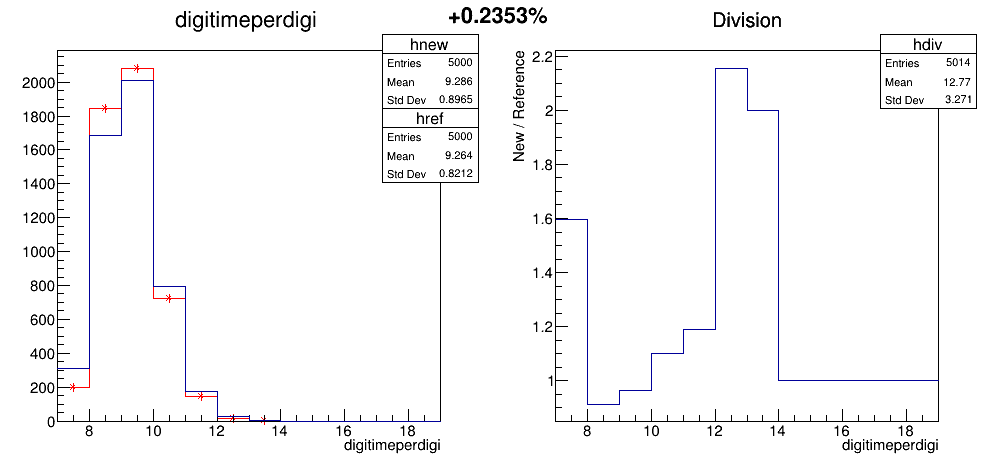 digitimeperdigi
+0.2353%
Division
hnew
Entries 5000
Mean 9.286
Std Dev 0.8965
href
Entries 5000
Mean 9.264
Std Dev 0.8212
2000
1800
1600
1400
1200
1000
800
600
400
200
0
8 10 12 14 16 18
digitimeperdigi
hdiv
Entries 5014
Mean 12.77
Std Dev 3.271
New / Reference
2.2
2
1.8
1.6
1.4
1.2
1
8 10 12 14 16 18
digitimeperdigi